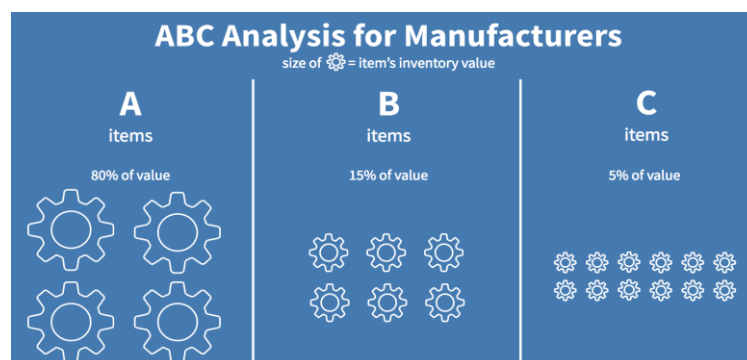 ABC Analysis for Manufacturers
size of = item's inventory value
A
items
80% of value
B
items
15% of value
C
items
5% of value